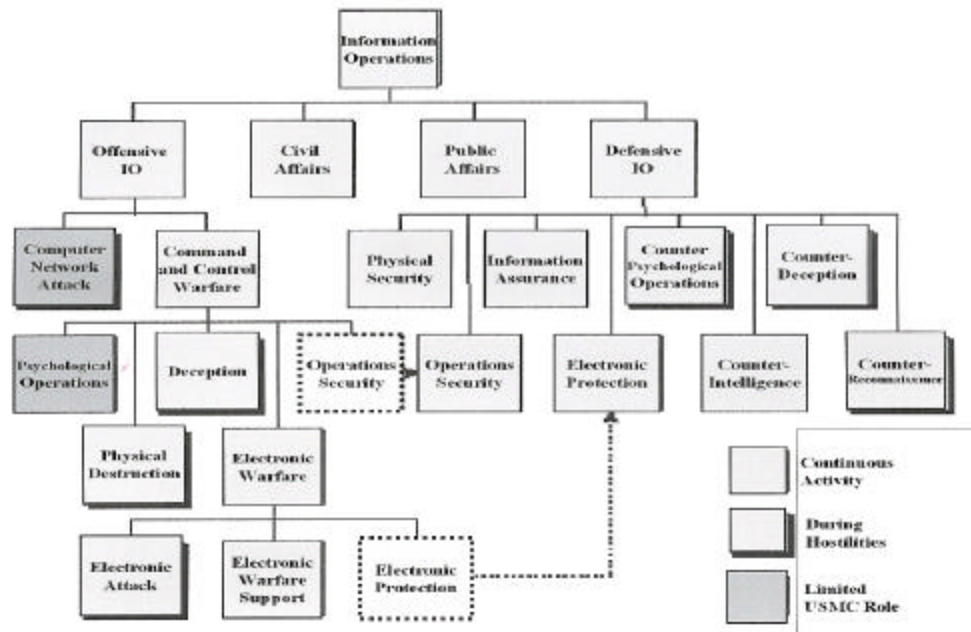 Information
Operations
Offensive
IO
Civil
Affairs
Public
Affairs
Defensive
IO
Computer
Network
Attack
Command
and Control
Warfare
Physical
Security
Information
Assurance
Counter
Psychological
Operations
Counter-
Deception
Psychological
Operations
Deception
Operations
Security
Operations
Security
Electronic
Protection
Counter-
Intelligence
Counter-
Reconnaissance
Physical
Destruction
Electronic
Warfare
Electronic
Attack
Electronic
Warfare
Support
Electronic
Protection
Continuous
Activity
During
Hostilities
Limited
USMC Role